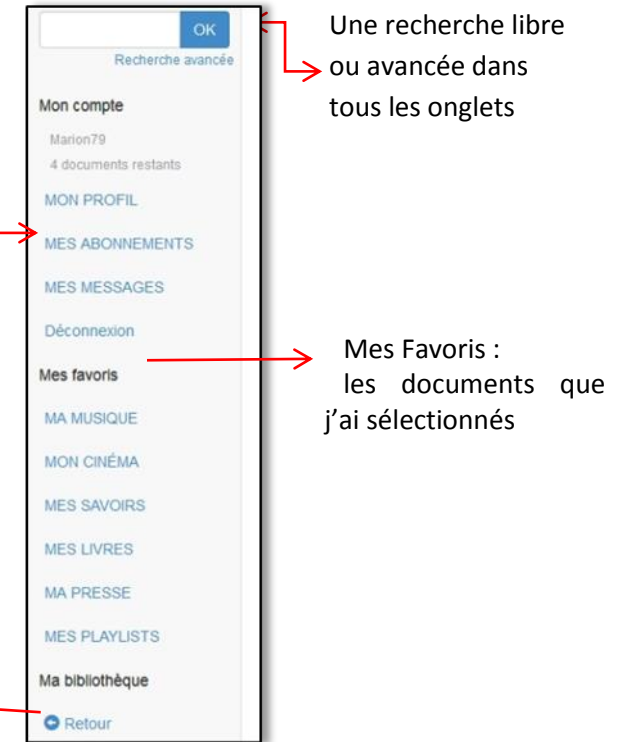 OK
Recherche avancée
Mon compte
Marion79
4 documents restants
MON PROFIL
MES ABONNEMENTS
MES MESSAGES
Déconnexion
Mes favoris
MA MUSIQUE
MON CINÉMA
MES SAVOIRS
MES LIVRES
MA PRESSE
MES PLAYLISTS
Ma bibliothèque
Retour
Une recherche libre
ou avancée dans
tous les onglets
Mes Favoris :
les documents que
j’ai sélectionnés